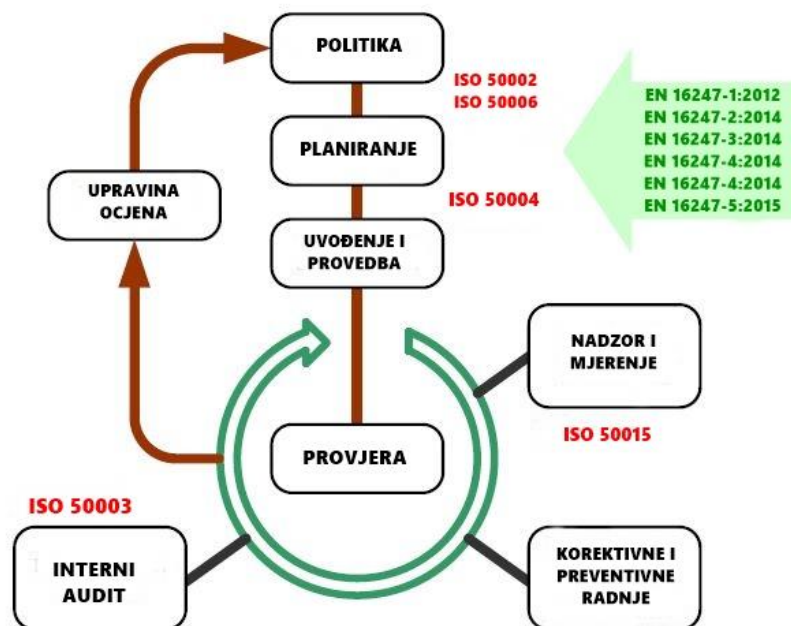 POLITIKA
ISO 50002
ISO 50006
EN 16247-1:2012
EN 16247-2:2014
EN 16247-3:2014
EN 16247-4:2014
EN 16247-4:2014
EN 16247-5:2015
PLANIRANJE
UPRAVINA
OCJENA
ISO 50004
UVOĐENJE I
PROVEDBA
NADZOR I
MJERENJE
ISO 50015
PROVJERA
ISO 50003
INTERNI
AUDIT
KOREKTIVNE I
PREVENTIVNE
RADNJE